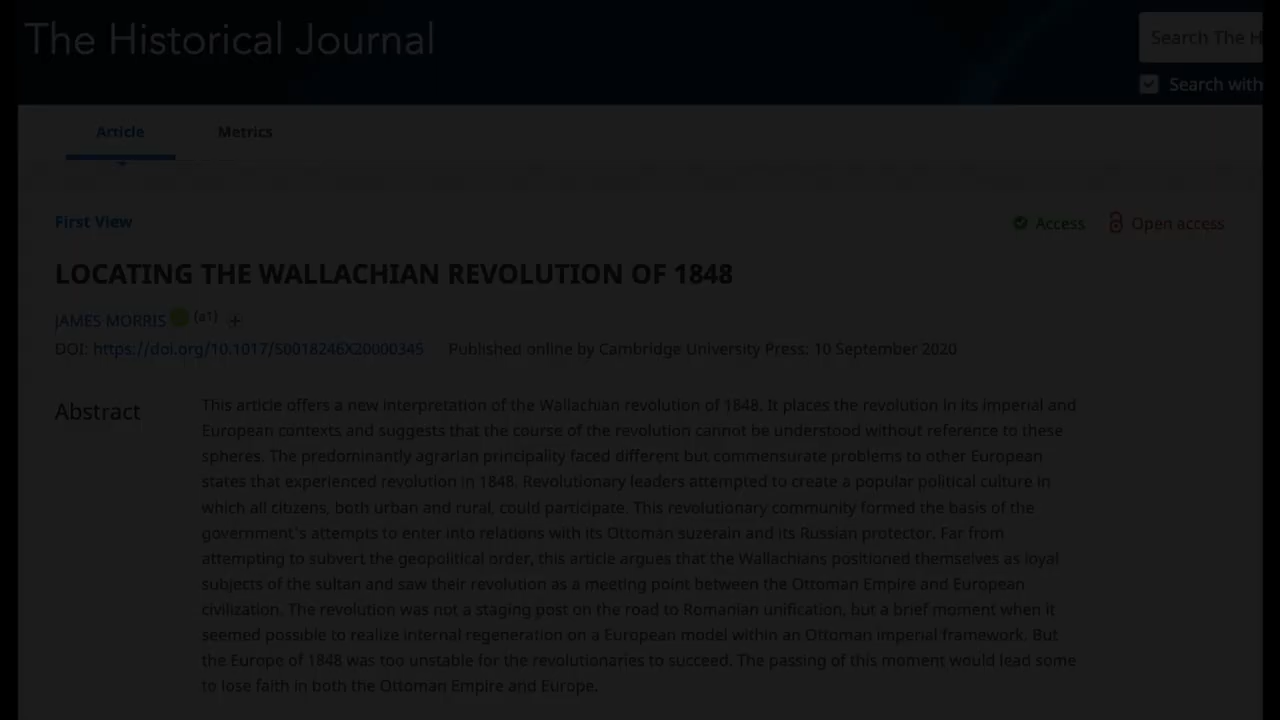 The Historical Journal
Search The H
Search with
Article Metrics
First View
Access Open access
LOCATING THE WALLACHIAN REVOLUTION OF 1848
JAMES MORRIS (a1) +
DOI: https://doi.org/10.1017/S0018246X20000345 Published online by Cambridge University Press: 10 September 2020
Abstract
This article offers a new interpretation of the Wallachian revolution of 1848. It places the revolution in its imperial and
European contexts and suggests that the course of the revolution cannot be understood without reference to these
spheres. The predominantly agrarian principality faced different but commensurate problems to other European
states that experienced revolution in 1848. Revolutionary leaders attempted to create a popular political culture in
which all citizens, both urban and rural, could participate. This revolutionary community formed the basis of the
government's attempts to enter into relations with its Ottoman suzerain and its Russian protector. Far from
attempting to subvert the geopolitical order, this article argues that the Wallachians positioned themselves as loyal
subjects of the sultan and saw their revolution as a meeting point between the Ottoman Empire and European
civilization. The revolution was not a staging post on the road to Romanian unification, but a brief moment when it
seemed possible to realize internal regeneration on a European model within an Ottoman imperial framework. But
the Europe of 1848 was too unstable for the revolutionaries to succeed. The passing of this moment would lead some
to lose faith in both the Ottoman Empire and Europe.